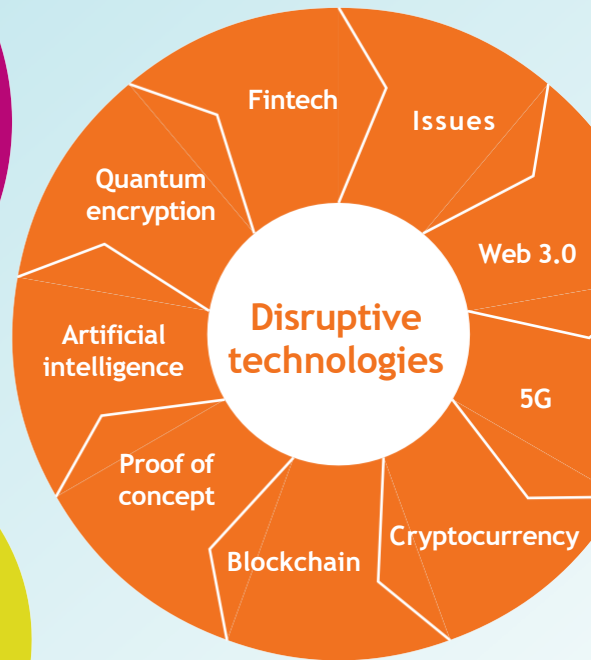 Disruptive
technologies
Fintech
Issues
Web 3.0
5G
Cryptocurrency
Blockchain
Proof of
concept
Artificial
intelligence
Quantum
encryption